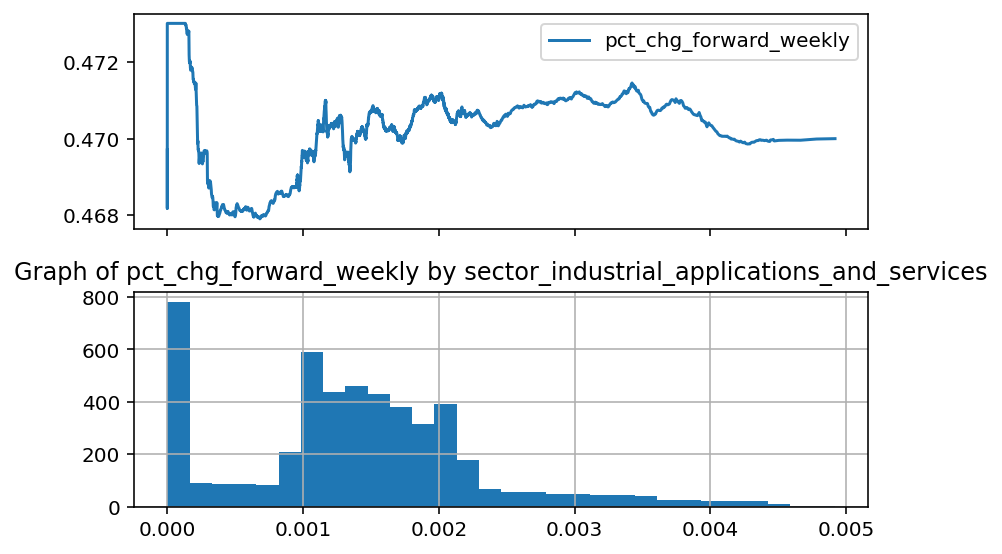 pct_chg_forward_weekly
0.472
0.470
0.468
Graph of pct_chg_forward_weekly by sector_industrial_applications_and_services
800
600
400
200
0
0.000 0.001 0.002 0.003 0.004 0.005